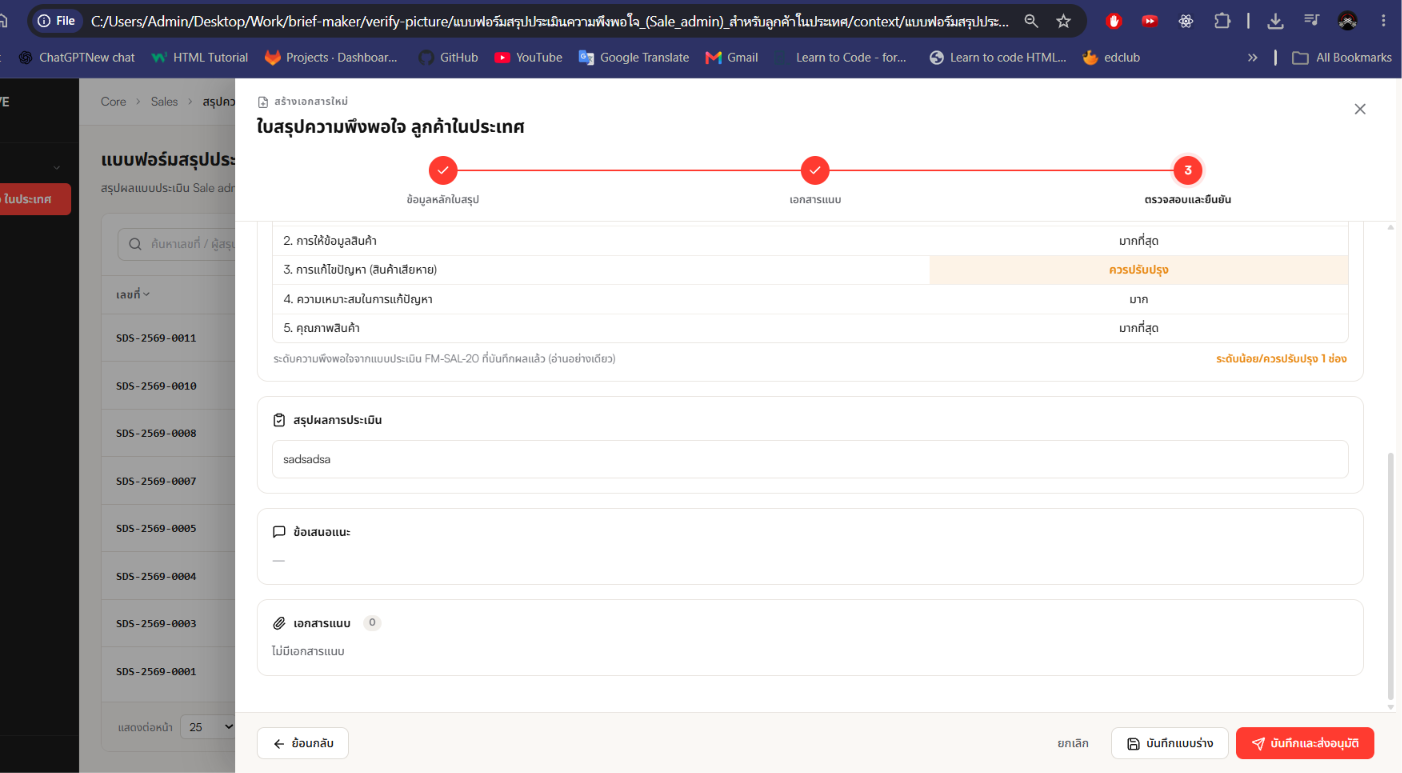 File
C:/Users/Admin/Desktop/Work/brief-maker/verify-picture/แบบฟอร์มสรุปประเมินความพึงพอใจ_(Sale_admin)_สำหรับลูกค้าในประเทศ/context/แบบฟอร์มสรุปประ...
ChatGPTNew chat
HTML Tutorial
Projects · Dashboar...
GitHub
YouTube
Google Translate
Gmail
Learn to Code - for...
Learn to code HTML...
edclub
»
All Bookmarks
Core > Sales > สรุปคว
แบบฟอร์มสรุปประ
สรุปผลแบบประเมิน Sale adm
ในประเทศ
ค้นหาเลขที่ / ผู้สรุป
เลขที่
SDS-2569-0011
SDS-2569-0010
SDS-2569-0008
SDS-2569-0007
SDS-2569-0005
SDS-2569-0004
SDS-2569-0003
SDS-2569-0001
แสดงต่อหน้า 25
สร้างเอกสารใหม่
ใบสรุปความพึงพอใจ ลูกค้าในประเทศ
3
ข้อมูลหลักใบสรุป
เอกสารแนบ
ตรวจสอบและยืนยัน
2. การให้ข้อมูลสินค้า มากที่สุด
3. การแก้ไขปัญหา (สินค้าเสียหาย) ควรปรับปรุง
4. ความเหมาะสมในการแก้ปัญหา มาก
5. คุณภาพสินค้า มากที่สุด
ระดับความพึงพอใจจากแบบประเมิน FM-SAL-20 ที่บันทึกผลแล้ว (อ่านอย่างเดียว) ระดับน้อย/ควรปรับปรุง 1 ช่อง
สรุปผลการประเมิน
sadsadsa
ข้อเสนอแนะ
—
เอกสารแนบ 0
ไม่มีเอกสารแนบ
ย้อนกลับ
ยกเลิก
บันทึกแบบร่าง
บันทึกและส่งอนุมัติ